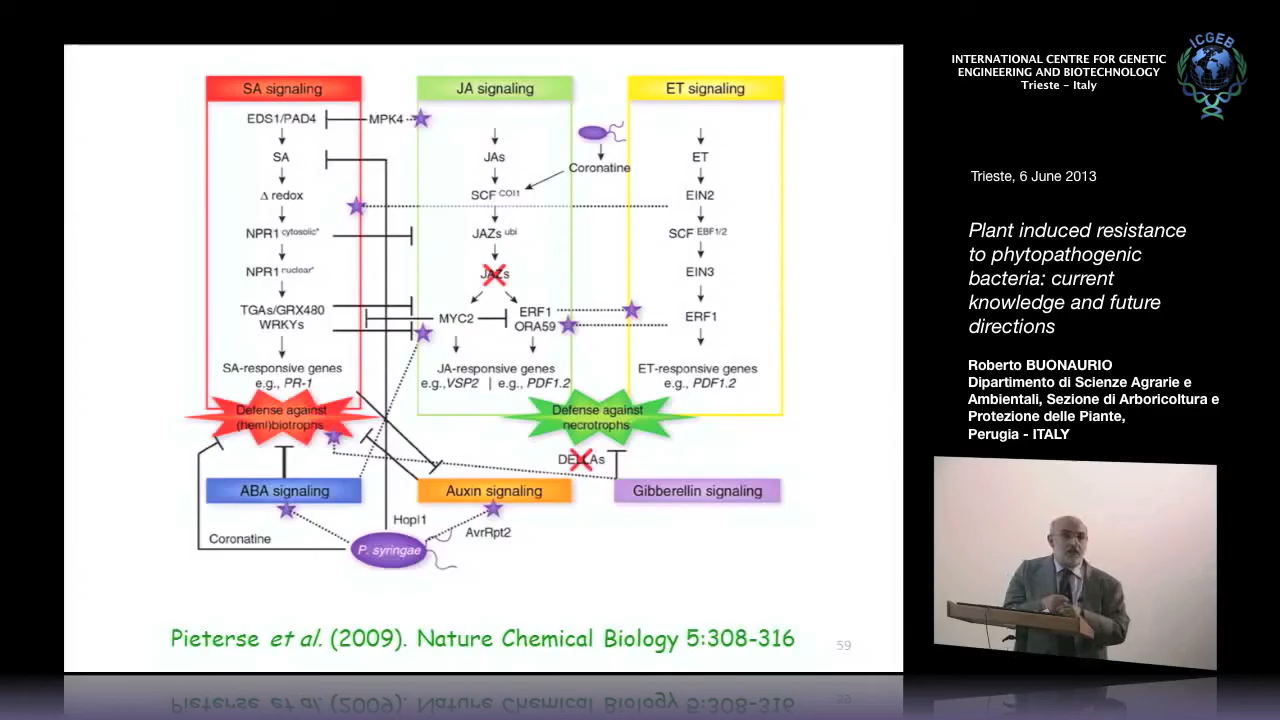 SA signaling
JA signaling
ET signaling
EDS1/PAD4
MPK4
SA
JAs
Coronatine
ET
Δ redox
SCF COI1
EIN2
NPR1 cytosolic*
JAZs ubi
SCF EBF1/2
NPR1 nuclear*
JAZs
EIN3
TGAs/GRX480
WRKYs
MYC2
ERF1
ORA59
ERF1
SA-responsive genes
e.g., PR-1
JA-responsive genes
e.g.,VSP2 | e.g., PDF1.2
ET-responsive genes
e.g., PDF1.2
Defense against
(hemi)biotrophs
Defense against
necrotrophs
DELLAs
ABA signaling
Auxin signaling
Gibberellin signaling
HopI1
AvrRpt2
Coronatine
P. syringae
Pieterse et al. (2009). Nature Chemical Biology 5:308-316
59
INTERNATIONAL CENTRE FOR GENETIC
ENGINEERING AND BIOTECHNOLOGY
Trieste - Italy
ICGEB
Trieste, 6 June 2013
Plant induced resistance
to phytopathogenic
bacteria: current
knowledge and future
directions
Roberto BUONAURIO
Dipartimento di Scienze Agrarie e
Ambientali, Sezione di Arboricoltura e
Protezione delle Piante,
Perugia - ITALY